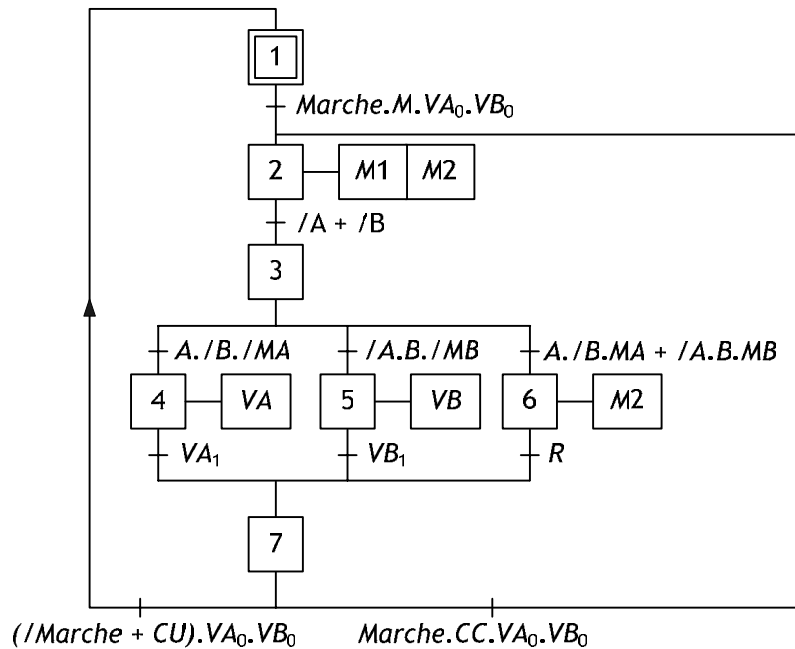 1
Marche.M.VA₀.VB₀
2
M1
M2
/A + /B
3
A./B./MA
/A.B./MB
A./B.MA + /A.B.MB
4
VA
5
VB
6
M2
VA₁
VB₁
R
7
(/Marche + CU).VA₀.VB₀
Marche.CC.VA₀.VB₀